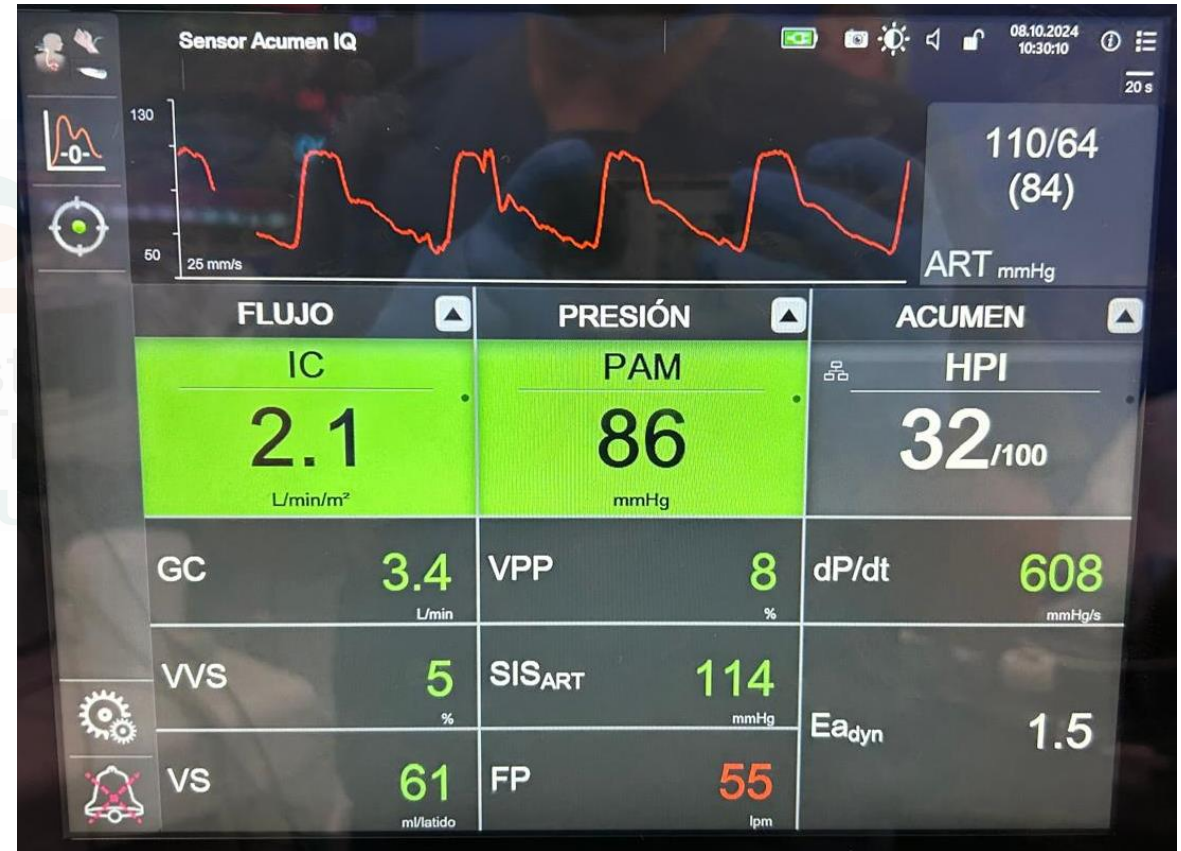 Sensor Acumen IQ
08.10.2024
10:30:10
20 s
130
50
25 mm/s
-0-
110/64
(84)
ART mmHg
FLUJO
PRESIÓN
ACUMEN
IC
2.1
L/min/m²
PAM
86
mmHg
HPI
32/100
GC
3.4
L/min
VPP
8
%
dP/dt
608
mmHg/s
VVS
5
%
SISART
114
mmHg
Eadyn
1.5
VS
61
ml/latido
FP
55
lpm